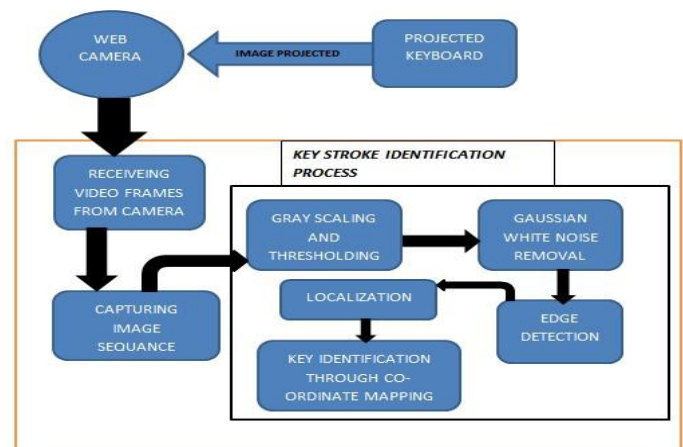 WEB
CAMERA
IMAGE PROJECTED
PROJECTED
KEYBOARD
RECEIVEING
VIDEO FRAMES
FROM CAMERA
CAPTURING
IMAGE
SEQUANCE
KEY STROKE IDENTIFICATION
PROCESS
GRAY SCALING
AND
THRESHOLDING
GAUSSIAN
WHITE NOISE
REMOVAL
EDGE
DETECTION
LOCALIZATION
KEY IDENTIFICATION
THROUGH CO-
ORDINATE MAPPING